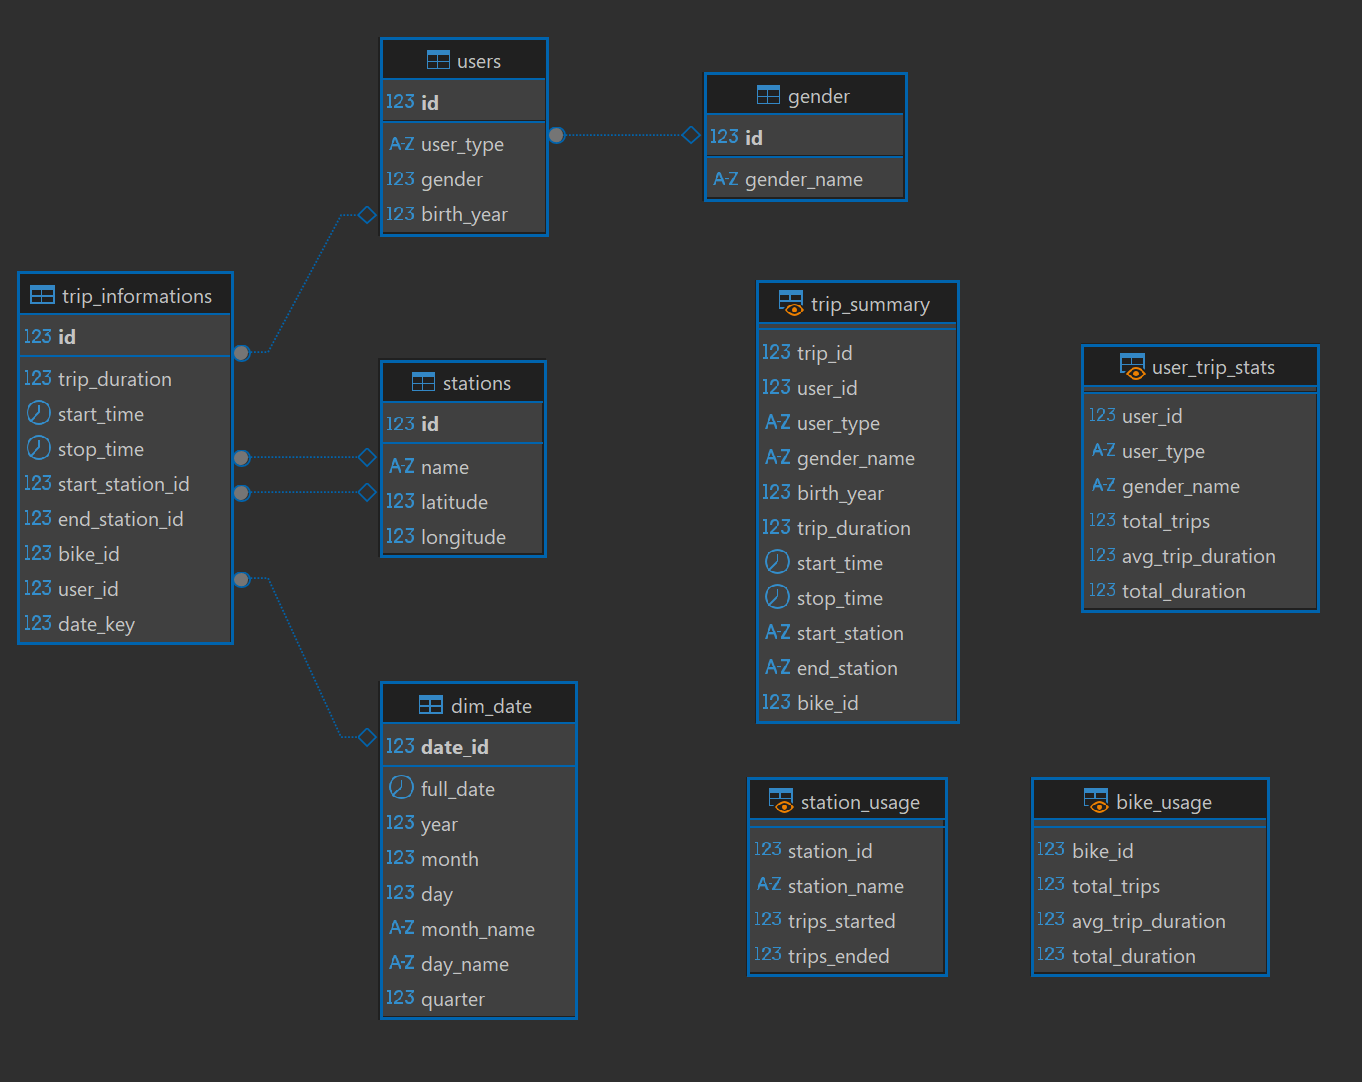 users
123 id
A-Z user_type
123 gender
123 birth_year
gender
123 id
A-Z gender_name
trip_informations
123 id
123 trip_duration
start_time
stop_time
123 start_station_id
123 end_station_id
123 bike_id
123 user_id
123 date_key
stations
123 id
A-Z name
123 latitude
123 longitude
dim_date
123 date_id
full_date
123 year
123 month
123 day
A-Z month_name
A-Z day_name
123 quarter
trip_summary
123 trip_id
123 user_id
A-Z user_type
A-Z gender_name
123 birth_year
123 trip_duration
start_time
stop_time
A-Z start_station
A-Z end_station
123 bike_id
user_trip_stats
123 user_id
A-Z user_type
A-Z gender_name
123 total_trips
123 avg_trip_duration
123 total_duration
station_usage
123 station_id
A-Z station_name
123 trips_started
123 trips_ended
bike_usage
123 bike_id
123 total_trips
123 avg_trip_duration
123 total_duration